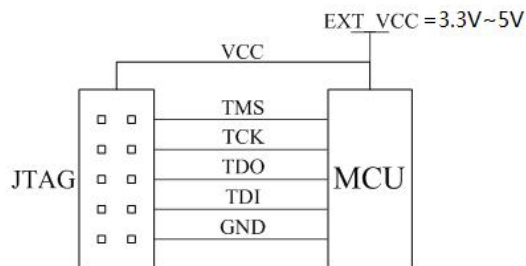 EXT_VCC =3.3V~5V
VCC
TMS
TCK
TDO
TDI
GND
JTAG
MCU